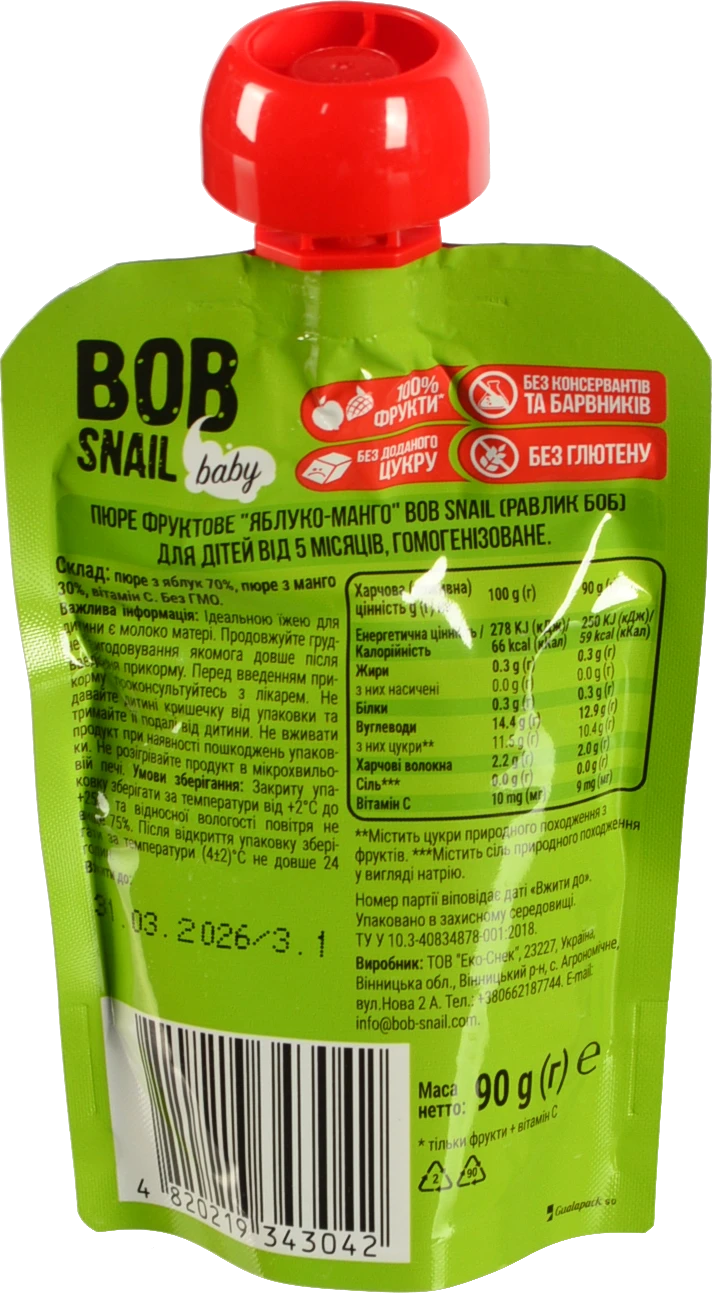 BOB
SNAIL
baby
100%
ФРУКТИ*
БЕЗ КОНСЕРВАНТІВ
ТА БАРВНИКІВ
БЕЗ ДОДАНОГО
ЦУКРУ
БЕЗ ГЛЮТЕНУ
ПЮРЕ ФРУКТОВЕ "ЯБЛУКО-МАНГО" BOB SNAIL (РАВЛИК БОБ)
ДЛЯ ДІТЕЙ ВІД 5 МІСЯЦІВ, ГОМОГЕНІЗОВАНЕ.
Склад: пюре з яблук 70%, пюре з манго
30%, вітамін С. Без ГМО.
Важлива інформація: Ідеальною їжею для
дитини є молоко матері. Продовжуйте груд-
не вигодовування якомога довше після
введення прикорму. Перед введенням при-
корму проконсультуйтесь з лікарем. Не
давайте дитині кришечку від упаковки та
тримайте її подалі від дитини. Не вживати
продукт при наявності пошкоджень упаков-
ки. Не розігрівайте продукт в мікрохвильо-
вій печі. Умови зберігання: Закриту упа-
ковку зберігати за температури від +2°С до
+25 та відносної вологості повітря не
75%. Після відкриття упаковку збері-
гати за температури (4±2)°С не довше 24
Вжити до:
31.03.2026/3.1
Харчова
цінність
100 g (г)
90 g (г)
Енергетична цінність /
Калорійність
278 KJ (кДж)/
66 kcal (кКал)
250 KJ (кДж)/
59 kcal (кКал)
Жири 0.3 g (г) 0.3 g (г)
з них насичені 0.0 g (г) 0.0 g (г)
Білки 0.3 g (г) 0.3 g (г)
Вуглеводи 14.4 g (г) 12.9 g (г)
з них цукри** 11.5 g (г) 10.4 g (г)
Харчові волокна 2.2 g (г) 2.0 g (г)
Сіль*** 0.0 g (г) 0.0 g (г)
Вітамін С 10 mg (мг) 9 mg (мг)
**Містить цукри природного походження з
фруктів. ***Містить сіль природного походження
у вигляді натрію.
Номер партії відповідає даті «Вжити до».
Упаковано в захисному середовищі.
ТУ У 10.3-40834878-001:2018.
Виробник: ТОВ "Еко-Снек", 23227, Україна,
Вінницька обл., Вінницький р-н, с. Агрономічне,
вул.Нова 2 А. Тел.: +380662187744. E-mail:
info@bob-snail.com.
Маса
нетто: 90 g (г) e
* тільки фрукти + вітамін С
2
90
4 820219 343042
Gualapack